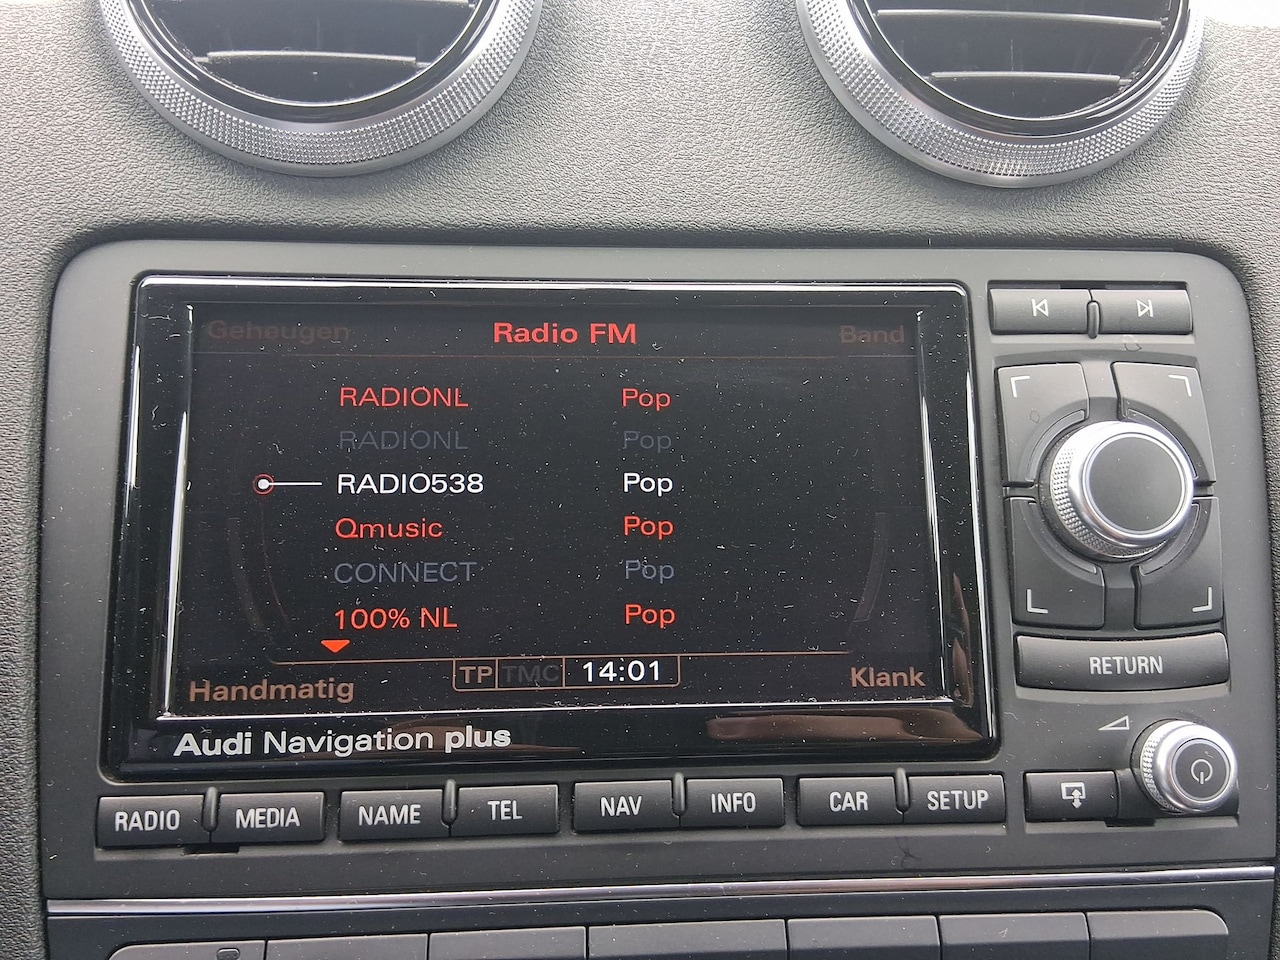 Geheugen Radio FM Band
RADIONL Pop
RADIONL Pop
RADIO538 Pop
Qmusic Pop
CONNECT Pop
100% NL Pop
TP TMC 14:01
Handmatig Klank
Audi Navigation plus
RETURN
RADIO MEDIA NAME TEL NAV INFO CAR SETUP